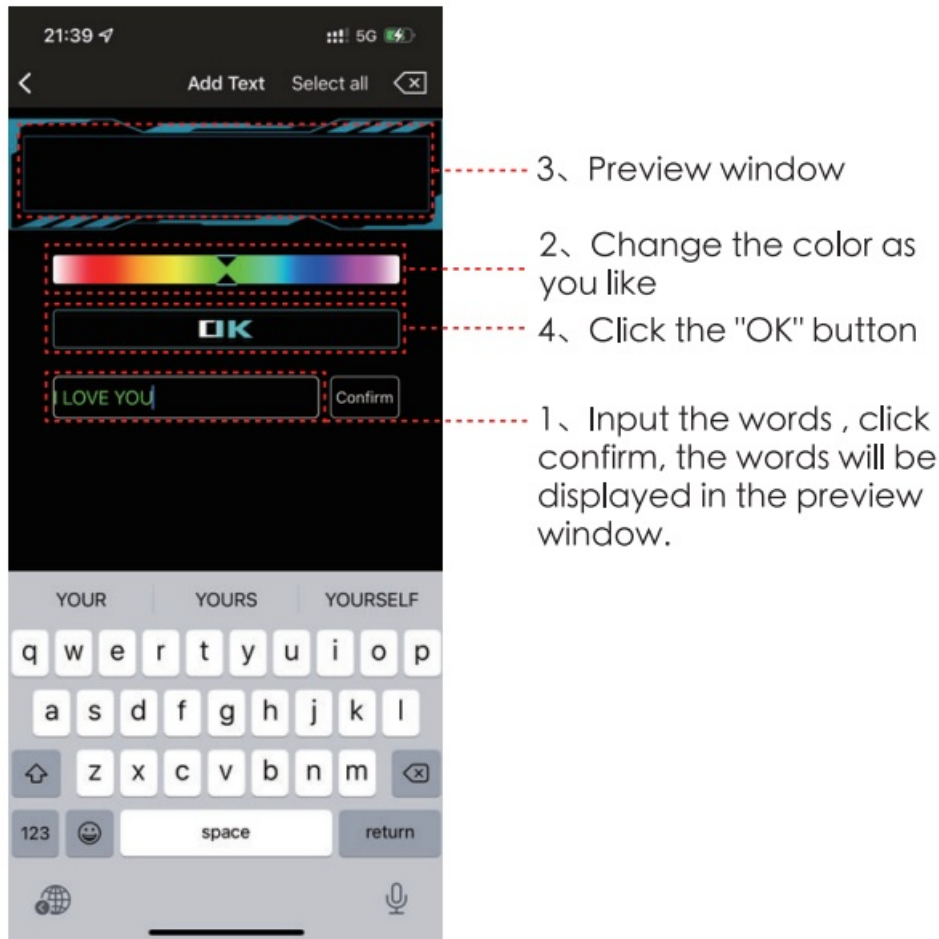 21:39
5G
Add Text Select all
3、Preview window
2、Change the color as
you like
OK
4、Click the "OK" button
I LOVE YOU
Confirm
1、Input the words , click
confirm, the words will be
displayed in the preview
window.
YOUR YOURS YOURSELF
q w e r t y u i o p
a s d f g h j k l
z x c v b n m
123 space return